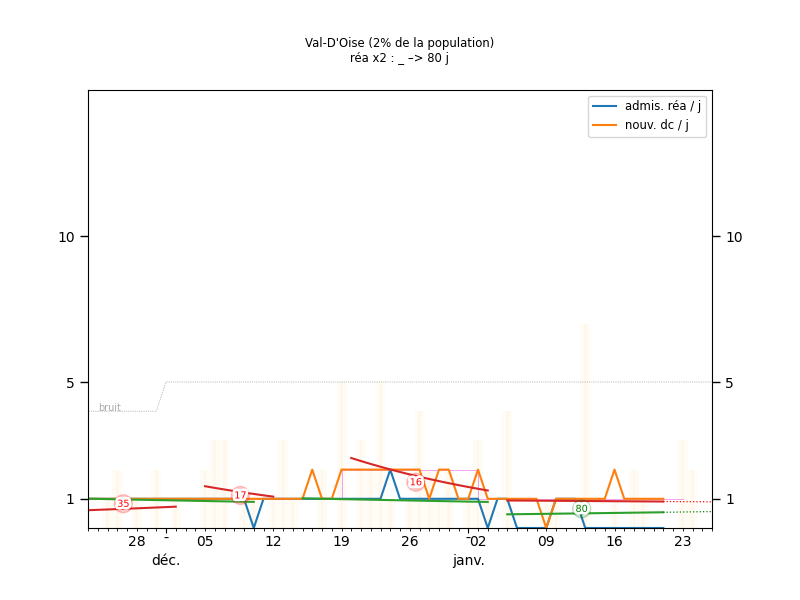 Val-D'Oise (2% de la population)
réa x2 : _ –> 80 j
admis. réa / j
nouv. dc / j
10
10
5
5
bruit
1
1
35
17
16
80
28
05
12
19
26
02
09
16
23
déc.
janv.